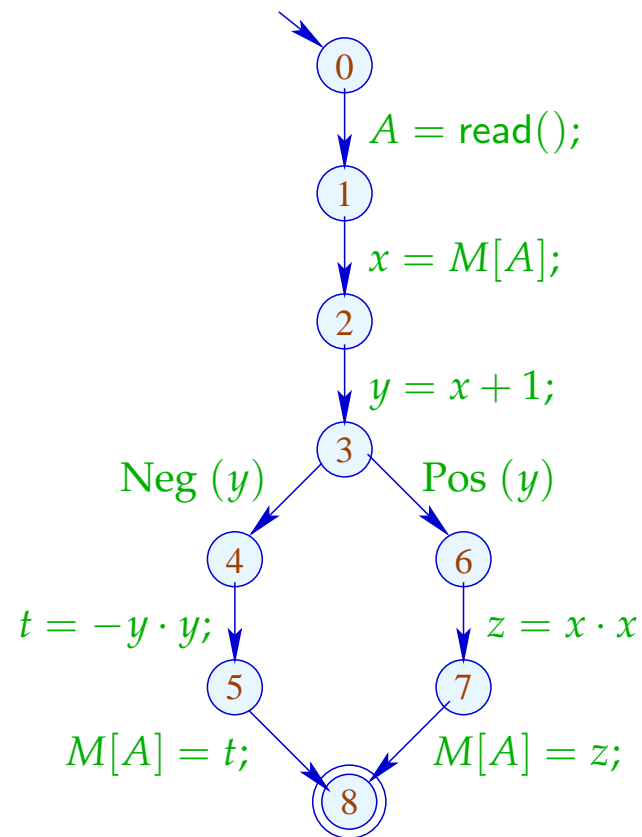 0
A = read();
1
x = M[A];
2
y = x + 1;
3
Neg (y) Pos (y)
4 6
t = −y · y; z = x · x
5 7
M[A] = t; M[A] = z;
8